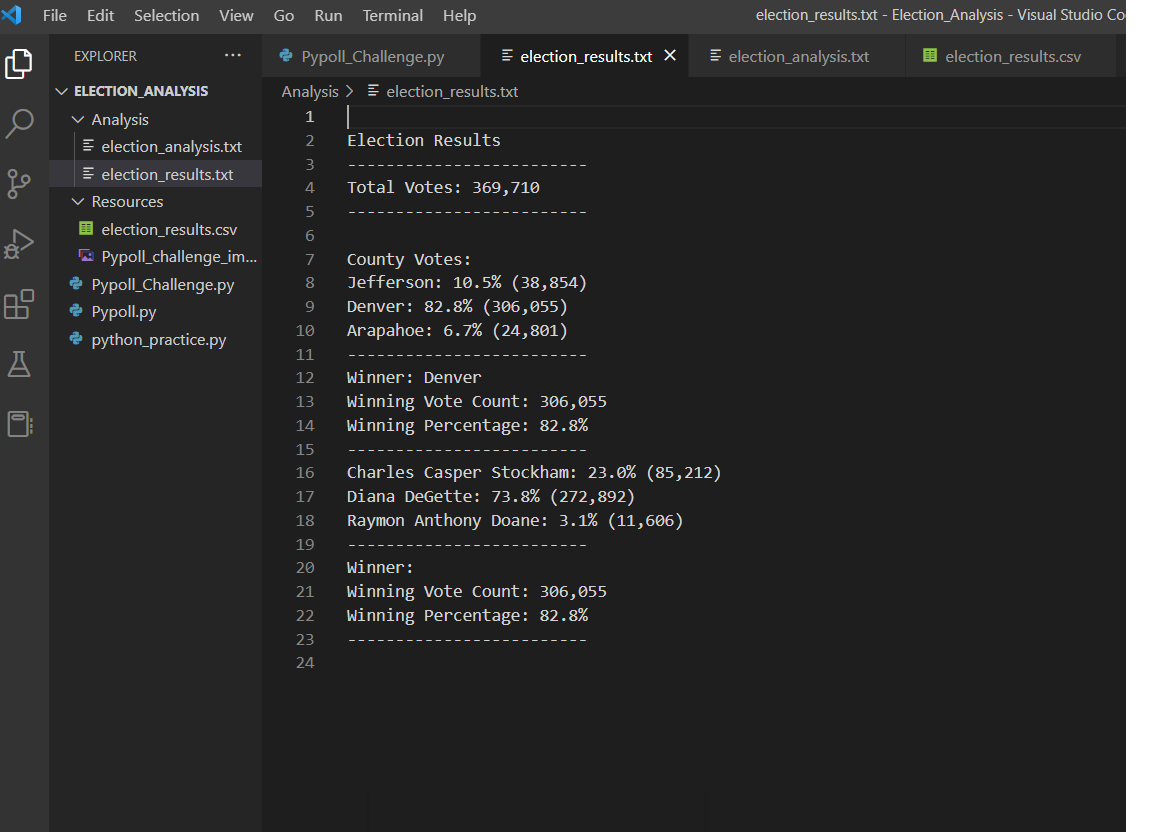 File Edit Selection View Go Run Terminal Help election_results.txt - Election_Analysis - Visual Studio Co
EXPLORER ···
ELECTION_ANALYSIS
Analysis
election_analysis.txt
election_results.txt
Resources
election_results.csv
Pypoll_challenge_im...
Pypoll_Challenge.py
Pypoll.py
python_practice.py
Pypoll_Challenge.py election_results.txt election_analysis.txt election_results.csv
Analysis > election_results.txt
1
2 Election Results
3 -------------------------
4 Total Votes: 369,710
5 -------------------------
6
7 County Votes:
8 Jefferson: 10.5% (38,854)
9 Denver: 82.8% (306,055)
10 Arapahoe: 6.7% (24,801)
11 -------------------------
12 Winner: Denver
13 Winning Vote Count: 306,055
14 Winning Percentage: 82.8%
15 -------------------------
16 Charles Casper Stockham: 23.0% (85,212)
17 Diana DeGette: 73.8% (272,892)
18 Raymon Anthony Doane: 3.1% (11,606)
19 -------------------------
20 Winner:
21 Winning Vote Count: 306,055
22 Winning Percentage: 82.8%
23 -------------------------
24